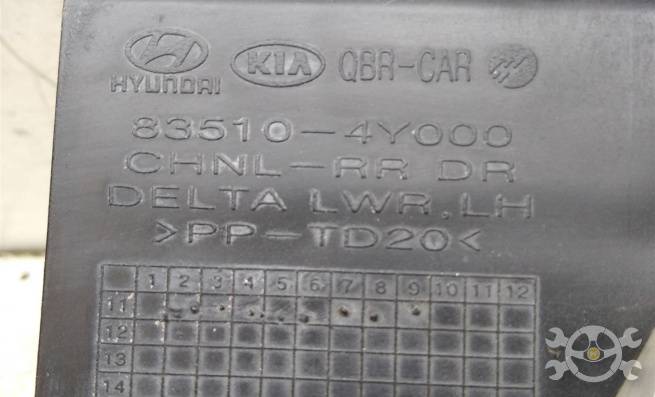 HYUNDAI KIA QBR-CAR
83510-4Y000
CHNL-RR DR
DELTA LWR,LH
>PP-TD20<
1 2 3 4 5 6 7 8 9 10 11 12
11
12
13
14